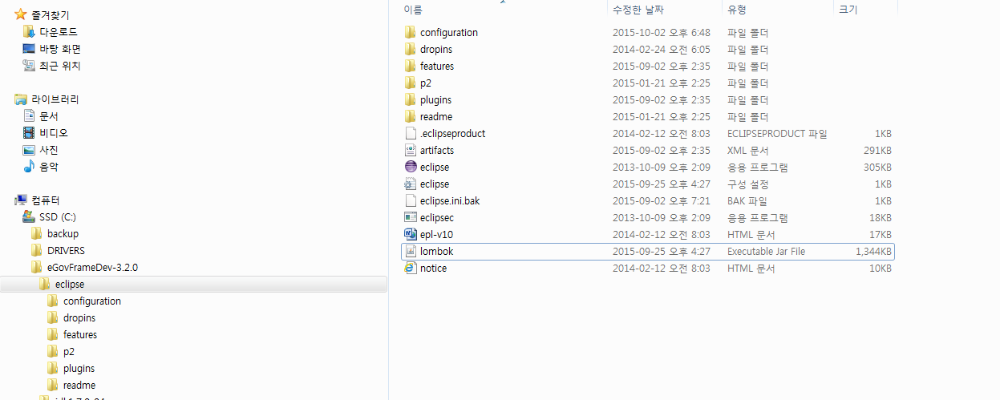 즐겨찾기
다운로드
바탕 화면
최근 위치
라이브러리
문서
비디오
사진
음악
컴퓨터
SSD (C:)
backup
DRIVERS
eGovFrameDev-3.2.0
eclipse
configuration
dropins
features
p2
plugins
readme
이름 수정한 날짜 유형 크기
configuration 2015-10-02 오후 6:48 파일 폴더
dropins 2014-02-24 오전 6:05 파일 폴더
features 2015-09-02 오후 2:35 파일 폴더
p2 2015-01-21 오후 2:25 파일 폴더
plugins 2015-09-02 오후 2:35 파일 폴더
readme 2015-01-21 오후 2:25 파일 폴더
.eclipseproduct 2014-02-12 오전 8:03 ECLIPSEPRODUCT 파일 1KB
artifacts 2015-09-02 오후 2:35 XML 문서 291KB
eclipse 2013-10-09 오후 2:09 응용 프로그램 305KB
eclipse 2015-09-25 오후 4:27 구성 설정 1KB
eclipse.ini.bak 2015-09-02 오후 7:21 BAK 파일 1KB
eclipsec 2013-10-09 오후 2:09 응용 프로그램 18KB
epl-v10 2014-02-12 오전 8:03 HTML 문서 17KB
lombok 2015-09-25 오후 4:27 Executable Jar File 1,344KB
notice 2014-02-12 오전 8:03 HTML 문서 10KB